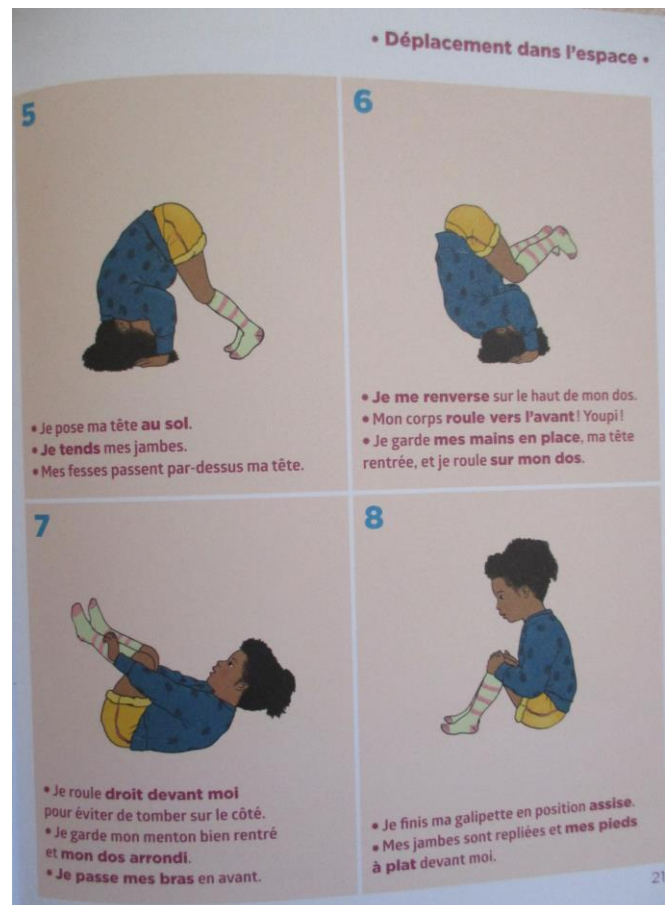 • Déplacement dans l'espace •
5
• Je pose ma tête au sol.
• Je tends mes jambes.
• Mes fesses passent par-dessus ma tête.
6
• Je me renverse sur le haut de mon dos.
• Mon corps roule vers l'avant ! Youpi !
• Je garde mes mains en place, ma tête
rentrée, et je roule sur mon dos.
7
• Je roule droit devant moi
pour éviter de tomber sur le côté.
• Je garde mon menton bien rentré
et mon dos arrondi.
• Je passe mes bras en avant.
8
• Je finis ma galipette en position assise.
• Mes jambes sont repliées et mes pieds
à plat devant moi.
21